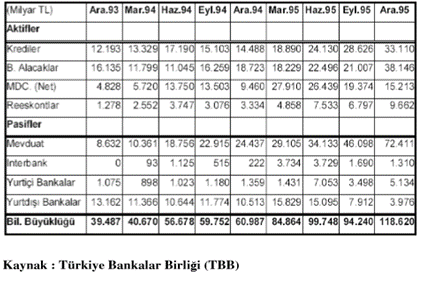 (Milyar TL) Ara.93 Mar.94 Haz.94 Eyl.94 Ara.94 Mar.95 Haz.95 Eyl.95 Ara.95
Aktifler
Krediler 12.193 13.329 17.190 15.103 14.488 18.890 24.130 28.626 33.110
B. Alacaklar 16.135 11.799 11.045 16.259 18.723 18.229 22.496 21.007 38.146
MDC. (Net) 4.828 5.720 13.750 13.503 9.460 27.910 26.439 19.374 15.213
Reeskontlar 1.278 2.552 3.747 3.076 3.334 4.858 7.533 6.797 9.662
Pasifler
Mevduat 8.632 10.361 18.756 22.915 24.437 29.105 34.133 46.098 72.411
Interbank 0 93 1.125 515 222 3.734 3.729 1.690 1.310
Yurtiçi Bankalar 1.075 898 1.023 1.180 1.359 1.431 7.053 3.498 5.134
Yurtdışı Bankalar 13.162 11.366 10.644 11.774 10.513 15.829 15.095 7.912 3.976
Bil. Büyüklüğü 39.487 40.670 56.678 59.752 60.987 84.864 99.748 94.240 118.620
Kaynak : Türkiye Bankalar Birliği (TBB)